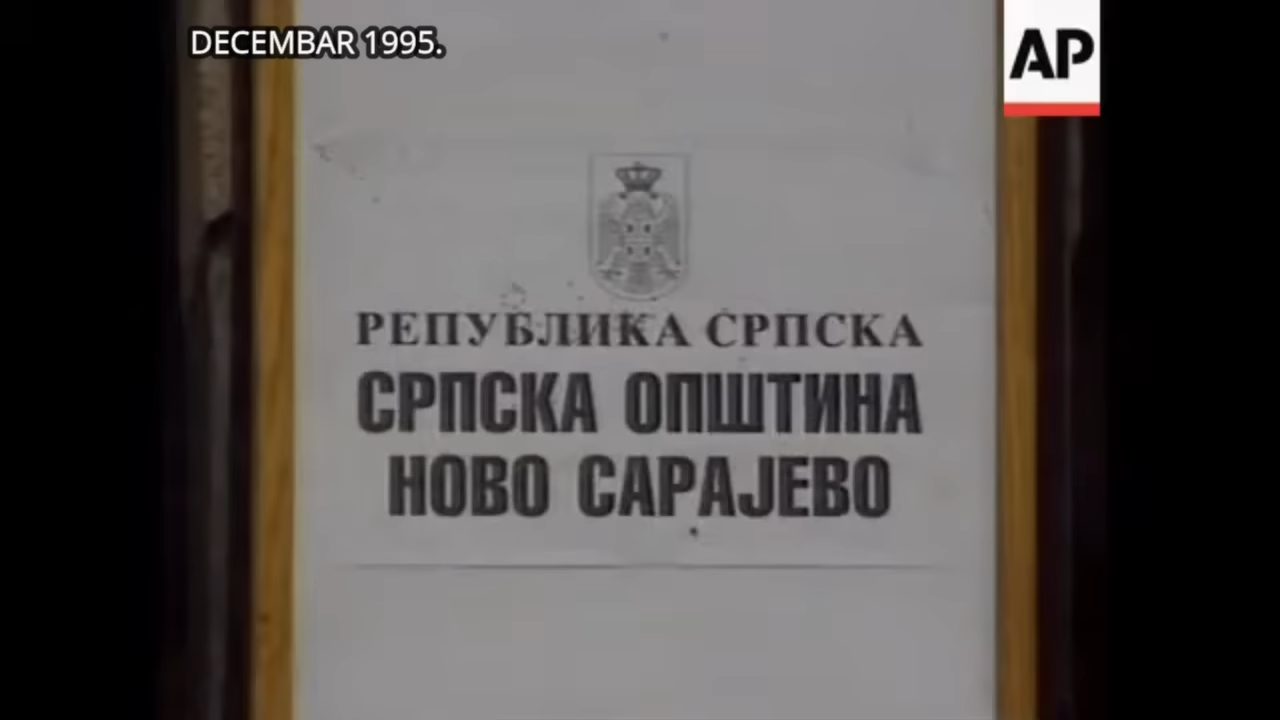 DECEMBAR 1995.
AP
РЕПУБЛИКА СРПСКА
СРПСКА ОПШТИНА
НОВО САРАЈЕВО